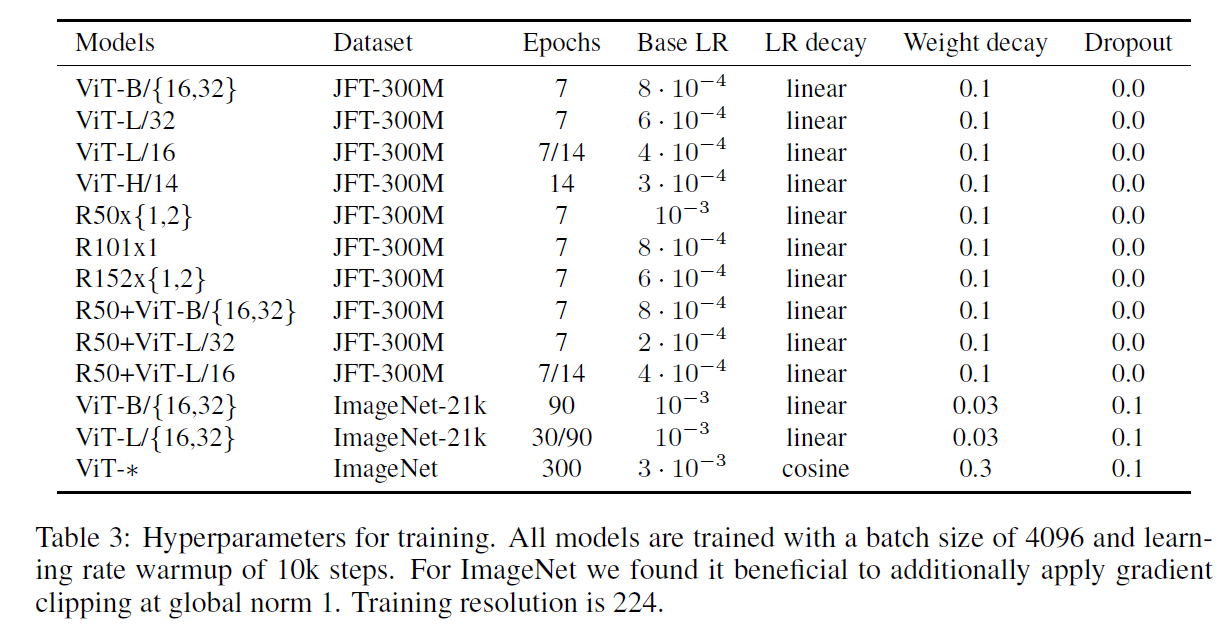 Models Dataset Epochs Base LR LR decay Weight decay Dropout
ViT-B/{16,32} JFT-300M 7 8 · 10⁻⁴ linear 0.1 0.0
ViT-L/32 JFT-300M 7 6 · 10⁻⁴ linear 0.1 0.0
ViT-L/16 JFT-300M 7/14 4 · 10⁻⁴ linear 0.1 0.0
ViT-H/14 JFT-300M 14 3 · 10⁻⁴ linear 0.1 0.0
R50x{1,2} JFT-300M 7 10⁻³ linear 0.1 0.0
R101x1 JFT-300M 7 8 · 10⁻⁴ linear 0.1 0.0
R152x{1,2} JFT-300M 7 6 · 10⁻⁴ linear 0.1 0.0
R50+ViT-B/{16,32} JFT-300M 7 8 · 10⁻⁴ linear 0.1 0.0
R50+ViT-L/32 JFT-300M 7 2 · 10⁻⁴ linear 0.1 0.0
R50+ViT-L/16 JFT-300M 7/14 4 · 10⁻⁴ linear 0.1 0.0
ViT-B/{16,32} ImageNet-21k 90 10⁻³ linear 0.03 0.1
ViT-L/{16,32} ImageNet-21k 30/90 10⁻³ linear 0.03 0.1
ViT-∗ ImageNet 300 3 · 10⁻³ cosine 0.3 0.1
Table 3: Hyperparameters for training. All models are trained with a batch size of 4096 and learn-
ing rate warmup of 10k steps. For ImageNet we found it beneficial to additionally apply gradient
clipping at global norm 1. Training resolution is 224.